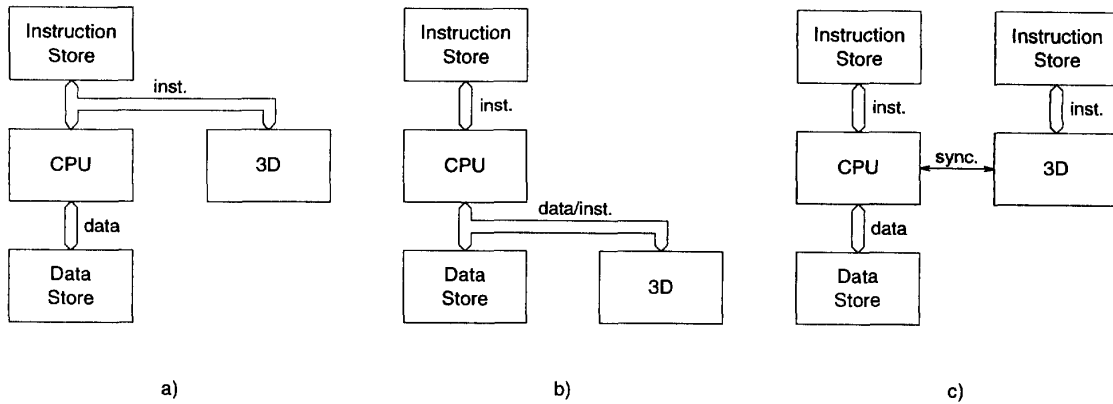 Instruction
Store
inst.
CPU
3D
data
Data
Store
a)
Instruction
Store
inst.
CPU
data/inst.
Data
Store
3D
b)
Instruction
Store
Instruction
Store
inst.
inst.
CPU
sync.
3D
data
Data
Store
c)